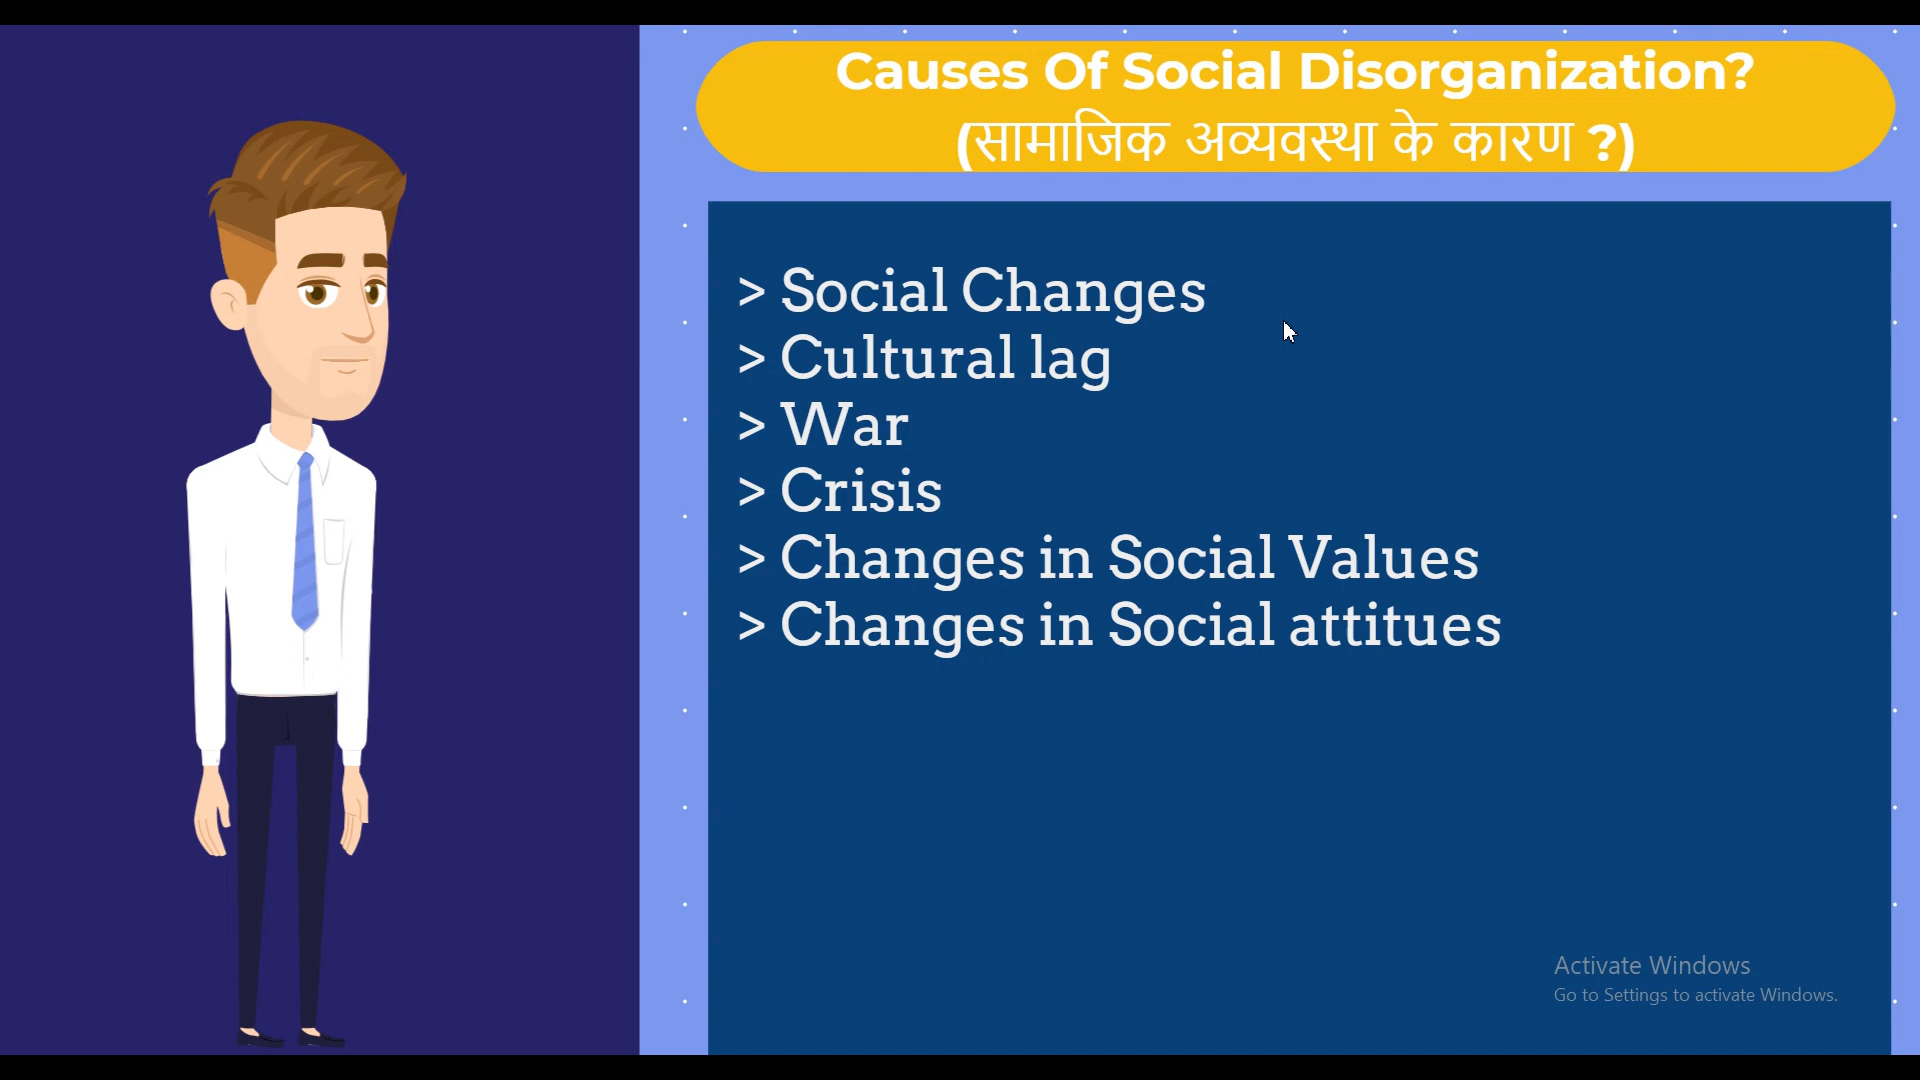 Causes Of Social Disorganization?
(सामाजिक अव्यवस्था के कारण ?)
> Social Changes
> Cultural lag
> War
> Crisis
> Changes in Social Values
> Changes in Social attitues
Activate Windows
Go to Settings to activate Windows.